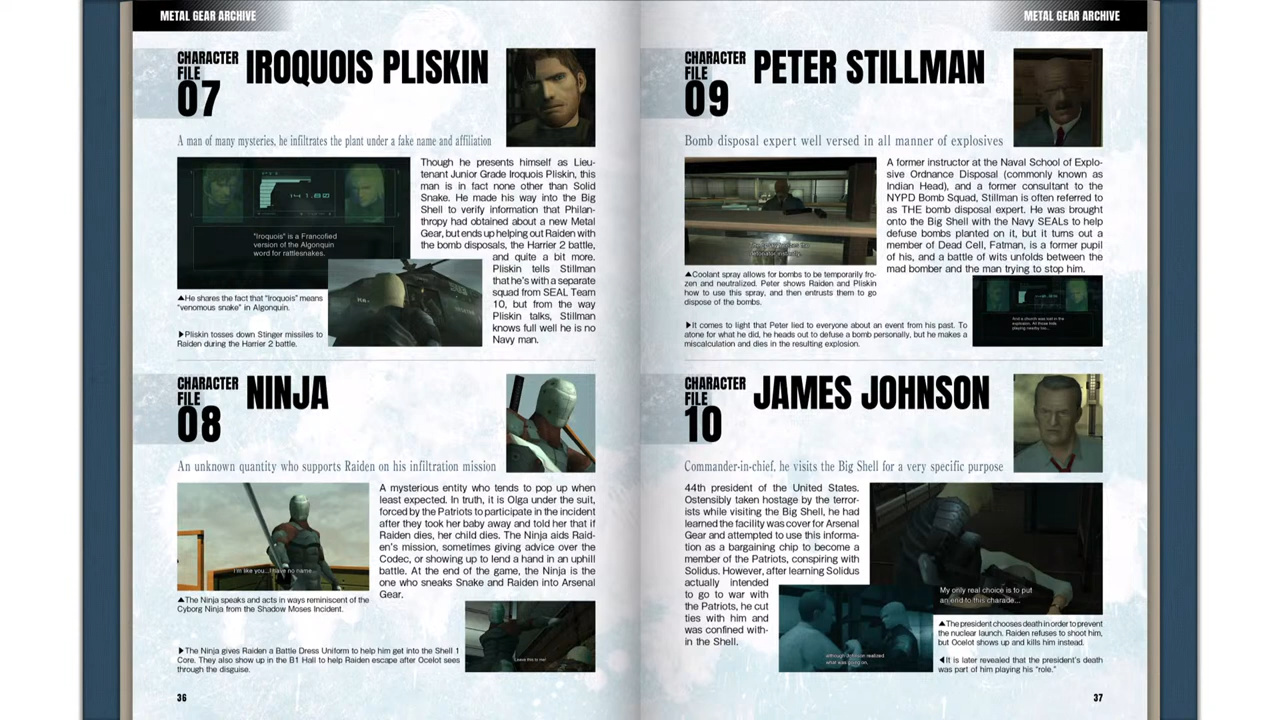 METAL GEAR ARCHIVE
CHARACTER
FILE
07
IROQUOIS PLISKIN
A man of many mysteries, he infiltrates the plant under a fake name and affiliation
"Iroquois" is a Francofied
version of the Algonquin
word for rattlesnakes.
▲He shares the fact that "Iroquois" means
"venomous snake" in Algonquin.
▶Pliskin tosses down Stinger missiles to
Raiden during the Harrier 2 battle.
Though he presents himself as Lieu-
tenant Junior Grade Iroquois Pliskin, this
man is in fact none other than Solid
Snake. He made his way into the Big
Shell to verify information that Philan-
thropy had obtained about a new Metal
Gear, but ends up helping out Raiden with
the bomb disposals, the Harrier 2 battle,
and quite a bit more.
Pliskin tells Stillman
that he's with a separate
squad from SEAL Team
10, but from the way
Pliskin talks, Stillman
knows full well he is no
Navy man.
CHARACTER
FILE
08
NINJA
An unknown quantity who supports Raiden on his infiltration mission
I'm like you...I have no name...
▲The Ninja speaks and acts in ways reminiscent of the
Cyborg Ninja from the Shadow Moses Incident.
A mysterious entity who tends to pop up when
least expected. In truth, it is Olga under the suit,
forced by the Patriots to participate in the incident
after they took her baby away and told her that if
Raiden dies, her child dies. The Ninja aids Raid-
en's mission, sometimes giving advice over the
Codec, or showing up to lend a hand in an uphill
battle. At the end of the game, the Ninja is the
one who sneaks Snake and Raiden into Arsenal
Gear.
▶The Ninja gives Raiden a Battle Dress Uniform to help him get into the Shell 1
Core. They also show up in the B1 Hall to help Raiden escape after Ocelot sees
through the disguise.
Leave this to me!
36
METAL GEAR ARCHIVE
CHARACTER
FILE
09
PETER STILLMAN
Bomb disposal expert well versed in all manner of explosives
▲Coolant spray allows for bombs to be temporarily fro-
zen and neutralized. Peter shows Raiden and Pliskin
how to use this spray, and then entrusts them to go
dispose of the bombs.
▶It comes to light that Peter lied to everyone about an event from his past. To
atone for what he did, he heads out to defuse a bomb personally, but he makes a
miscalculation and dies in the resulting explosion.
A former instructor at the Naval School of Explo-
sive Ordnance Disposal (commonly known as
Indian Head), and a former consultant to the
NYPD Bomb Squad, Stillman is often referred to
as THE bomb disposal expert. He was brought
onto the Big Shell with the Navy SEALs to help
defuse bombs planted on it, but it turns out a
member of Dead Cell, Fatman, is a former pupil
of his, and a battle of wits unfolds between the
mad bomber and the man trying to stop him.
And a church was lost in the
explosion. All those kids
playing nearby too...
CHARACTER
FILE
10
JAMES JOHNSON
Commander-in-chief, he visits the Big Shell for a very specific purpose
44th president of the United States.
Ostensibly taken hostage by the terror-
ists while visiting the Big Shell, he had
learned the facility was cover for Arsenal
Gear and attempted to use this informa-
tion as a bargaining chip to become a
member of the Patriots, conspiring with
Solidus. However, after learning Solidus
actually intended
to go to war with
the Patriots, he cut
ties with him and
was confined with-
in the Shell.
My only real choice is to put
an end to this charade...
although Johnson realized
what was going on.
▲The president chooses death in order to prevent
the nuclear launch. Raiden refuses to shoot him,
but Ocelot shows up and kills him instead.
◀It is later revealed that the president's death
was part of him playing his "role."
37